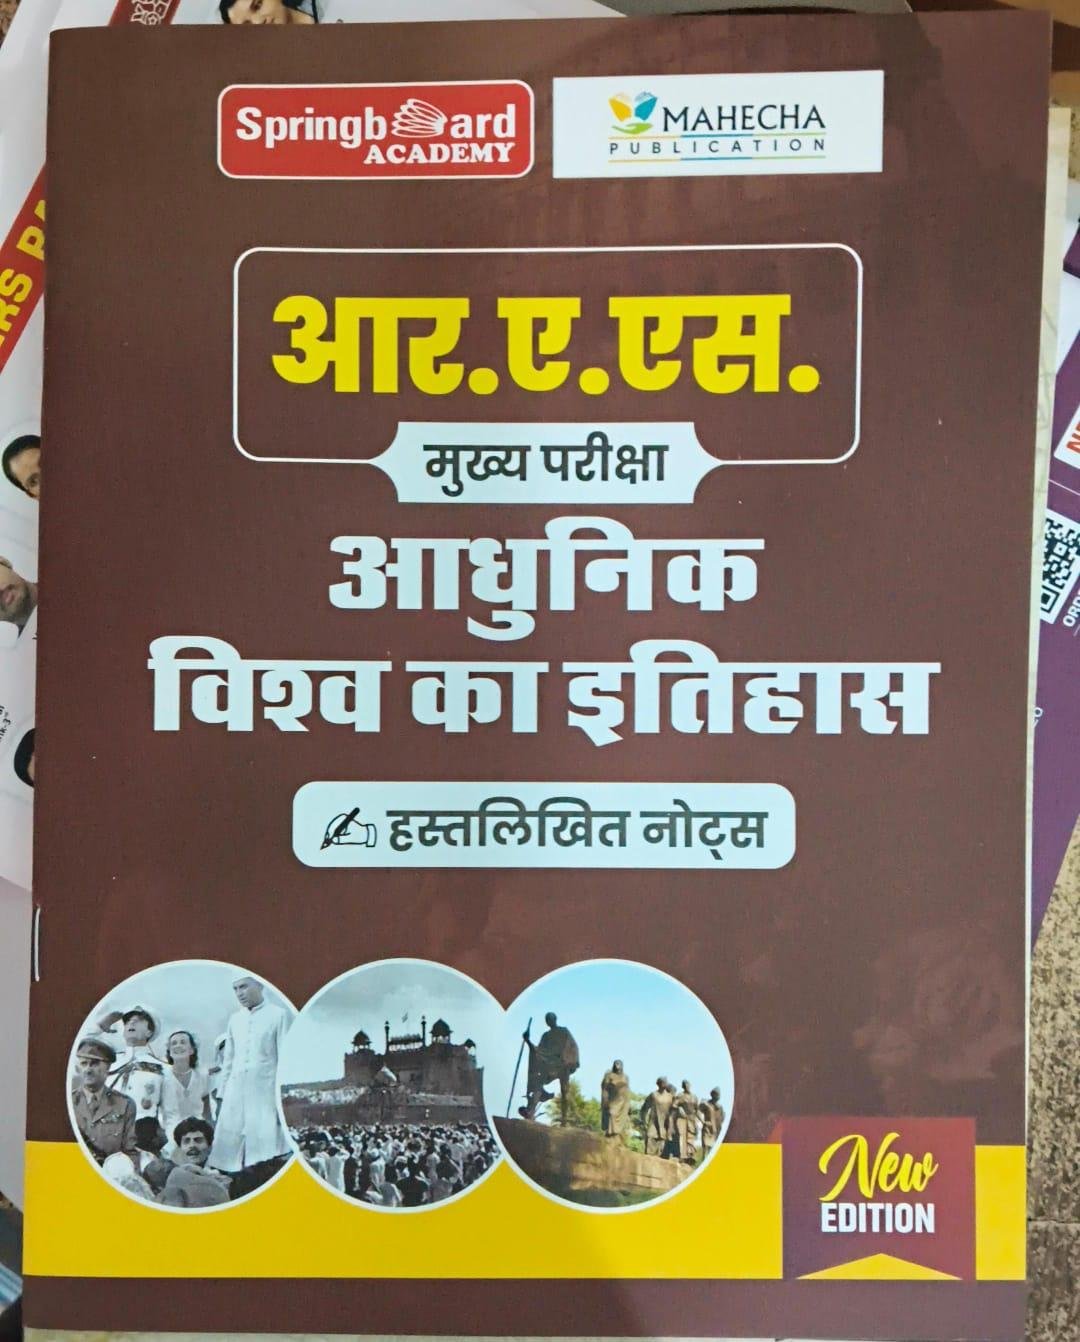 Springboard
ACADEMY
MAHECHA
PUBLICATION
आर.ए.एस.
मुख्य परीक्षा
आधुनिक
विश्व का इतिहास
हस्तलिखित नोट्स
New
EDITION